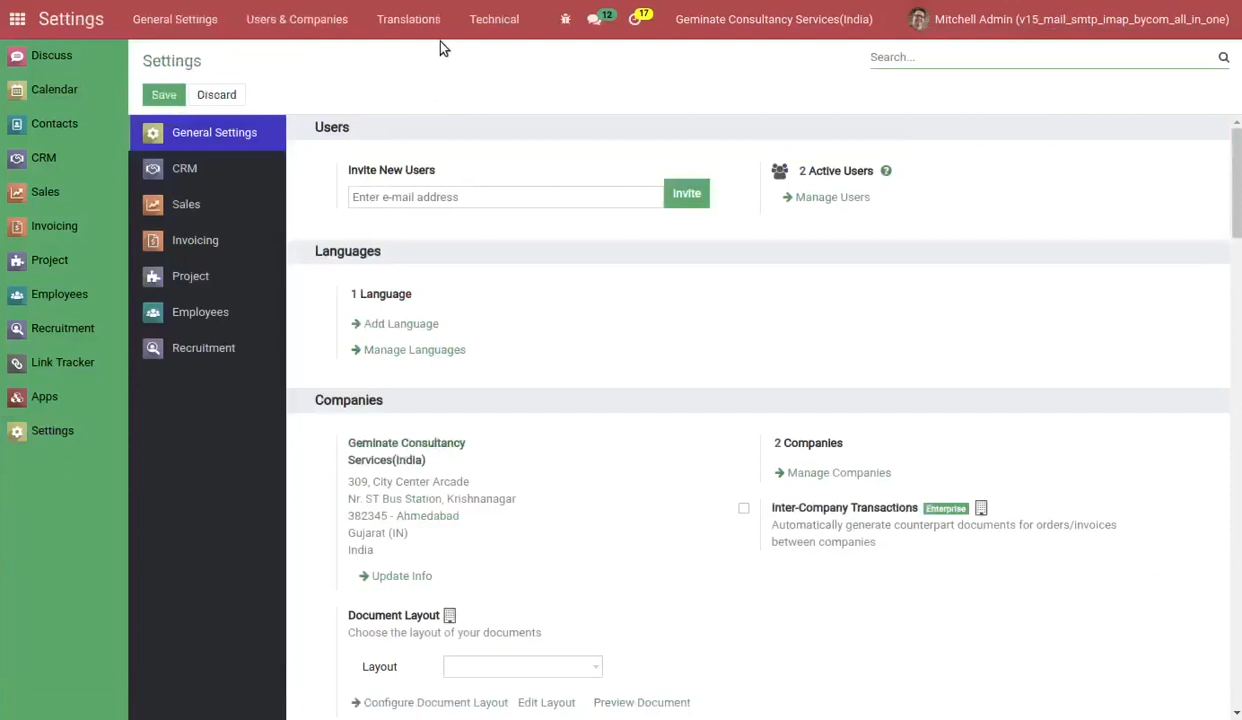 Settings General Settings Users & Companies Translations Technical 12 17 Geminate Consultancy Services(India) Mitchell Admin (v15_mail_smtp_imap_bycom_all_in_one)
Discuss
Calendar
Contacts
CRM
Sales
Invoicing
Project
Employees
Recruitment
Link Tracker
Apps
Settings
Settings
Search...
Save Discard
General Settings
CRM
Sales
Invoicing
Project
Employees
Recruitment
Users
Invite New Users
Enter e-mail address Invite
2 Active Users ?
Manage Users
Languages
1 Language
Add Language
Manage Languages
Companies
Geminate Consultancy
Services(India)
309, City Center Arcade
Nr. ST Bus Station, Krishnanagar
382345 - Ahmedabad
Gujarat (IN)
India
Update Info
2 Companies
Manage Companies
Inter-Company Transactions Enterprise
Automatically generate counterpart documents for orders/invoices
between companies
Document Layout
Choose the layout of your documents
Layout
Configure Document Layout Edit Layout Preview Document